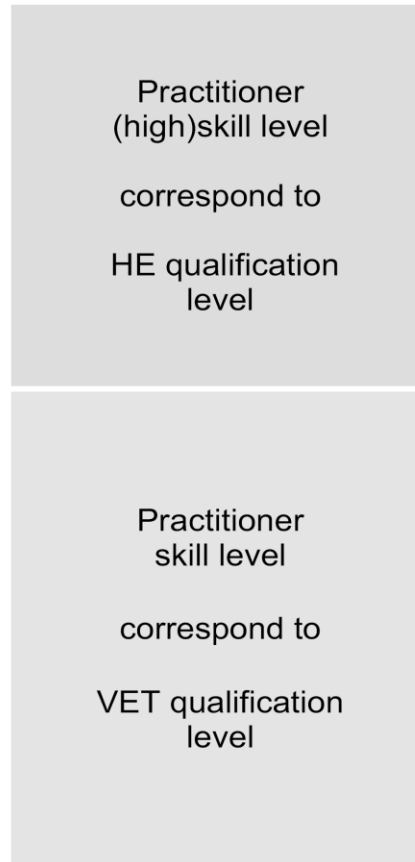 Practitioner
(high)skill level
correspond to
HE qualification
level
Practitioner
skill level
correspond to
VET qualification
level